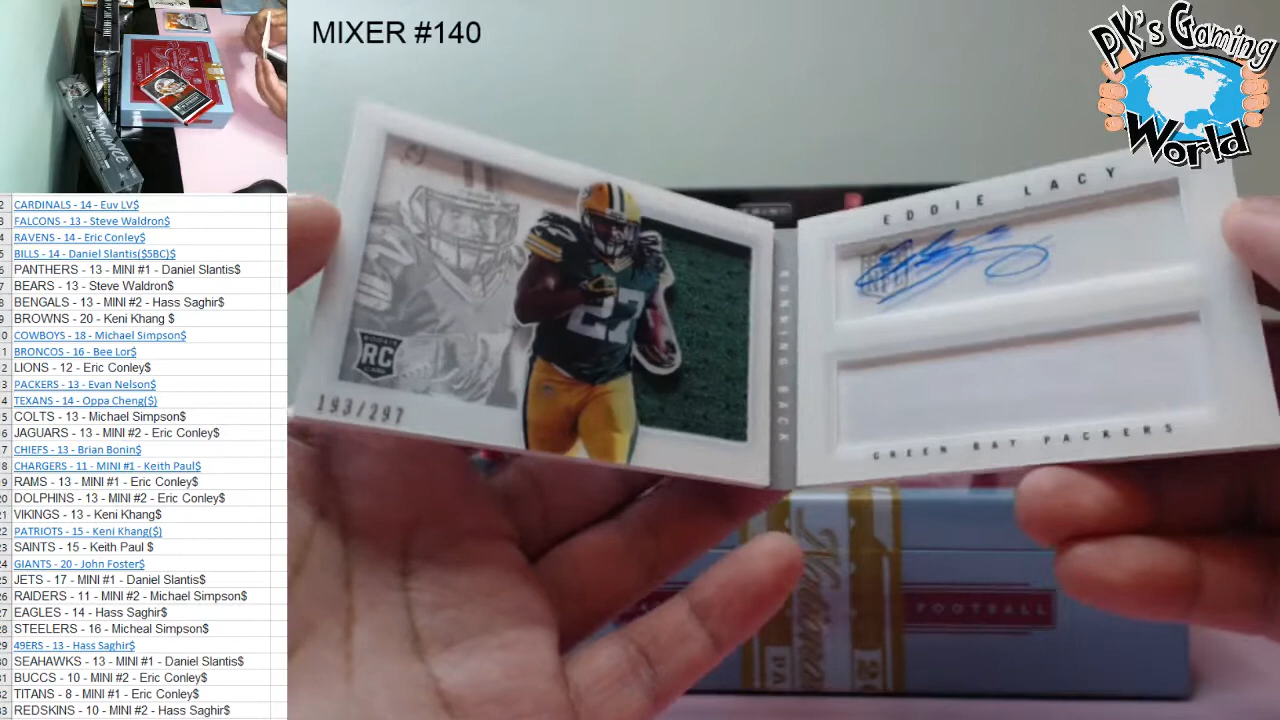 MIXER #140
PK's Gaming
World
CARDINALS - 14 - Euv LV$
FALCONS - 13 - Steve Waldron$
RAVENS - 14 - Eric Conley$
BILLS - 14 - Daniel Slantis($5BC)$
PANTHERS - 13 - MINI #1 - Daniel Slantis$
BEARS - 13 - Steve Waldron$
BENGALS - 13 - MINI #2 - Hass Saghir$
BROWNS - 20 - Keni Khang $
COWBOYS - 18 - Michael Simpson$
BRONCOS - 16 - Bee Lor$
LIONS - 12 - Eric Conley$
PACKERS - 13 - Evan Nelson$
TEXANS - 14 - Oppa Cheng($)
COLTS - 13 - Michael Simpson$
JAGUARS - 13 - MINI #2 - Eric Conley$
CHIEFS - 13 - Brian Bonin$
CHARGERS - 11 - MINI #1 - Keith Paul$
RAMS - 13 - MINI #1 - Eric Conley$
DOLPHINS - 13 - MINI #2 - Eric Conley$
VIKINGS - 13 - Keni Khang$
PATRIOTS - 15 - Keni Khang($)
SAINTS - 15 - Keith Paul $
GIANTS - 20 - John Foster$
JETS - 17 - MINI #1 - Daniel Slantis$
RAIDERS - 11 - MINI #2 - Michael Simpson$
EAGLES - 14 - Hass Saghir$
STEELERS - 16 - Micheal Simpson$
49ERS - 13 - Hass Saghir$
SEAHAWKS - 13 - MINI #1 - Daniel Slantis$
BUCCS - 10 - MINI #2 - Eric Conley$
TITANS - 8 - MINI #1 - Eric Conley$
REDSKINS - 10 - MINI #2 - Hass Saghir$
RC
193/297
27
RUNNING BACK
EDDIE LACY
GREEN BAY PACKERS
FOOTBALL